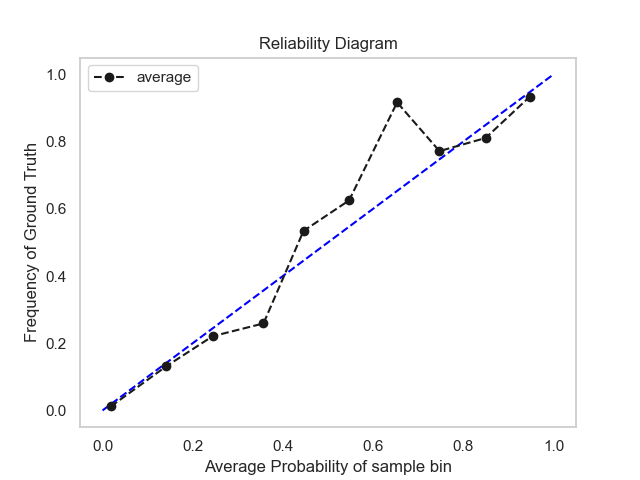 Reliability Diagram
average
Frequency of Ground Truth
1.0
0.8
0.6
0.4
0.2
0.0
0.0 0.2 0.4 0.6 0.8 1.0
Average Probability of sample bin